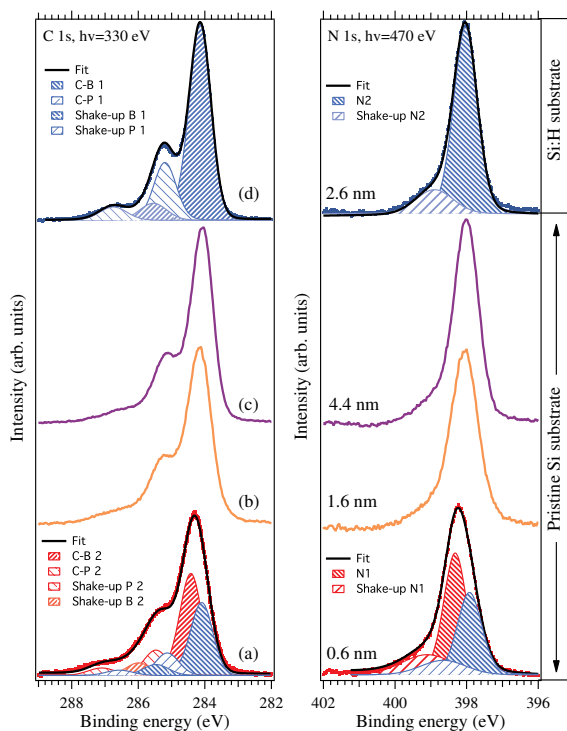 C 1s, hν=330 eV
Fit
C-B 1
C-P 1
Shake-up B 1
Shake-up P 1
(d)
(c)
(b)
Fit
C-B 2
C-P 2
Shake-up P 2
Shake-up B 2
(a)
288 286 284 282
Binding energy (eV)
Intensity (arb. units)
N 1s, hν=470 eV
Fit
N2
Shake-up N2
2.6 nm
4.4 nm
1.6 nm
Fit
N1
Shake-up N1
0.6 nm
402 400 398 396
Binding energy (eV)
Intensity (arb. units)
Si:H substrate
Pristine Si substrate